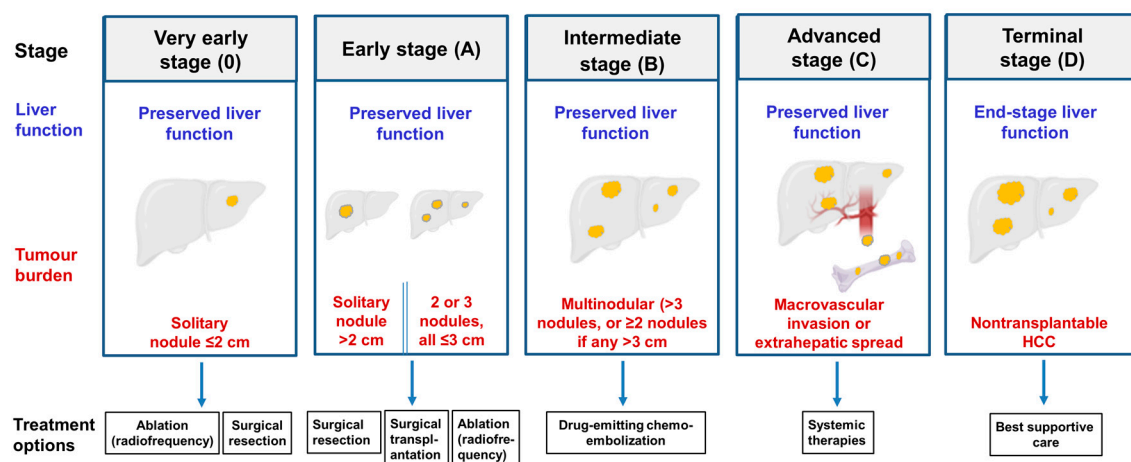 Stage
Very early
stage (0)
Early stage (A)
Intermediate
stage (B)
Advanced
stage (C)
Terminal
stage (D)
Liver
function
Preserved liver
function
Preserved liver
function
Preserved liver
function
Preserved liver
function
End-stage liver
function
Tumour
burden
Solitary
nodule ≤2 cm
Solitary
nodule
>2 cm
2 or 3
nodules,
all ≤3 cm
Multinodular (>3
nodules, or ≥2 nodules
if any >3 cm
Macrovascular
invasion or
extrahepatic spread
Nontransplantable
HCC
Treatment
options
Ablation
(radiofrequency)
Surgical
resection
Surgical
resection
Surgical
transpl-
antation
Ablation
(radiofre-
quency)
Drug-emitting chemo-
embolization
Systemic
therapies
Best supportive
care